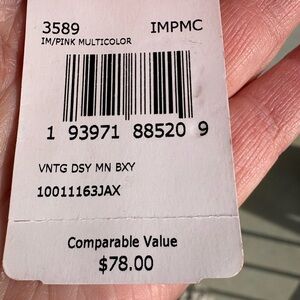 3589 IMPMC
IM/PINK MULTICOLOR
1 93971 88520 9
VNTG DSY MN BXY
10011163JAX
Comparable Value
$78.00